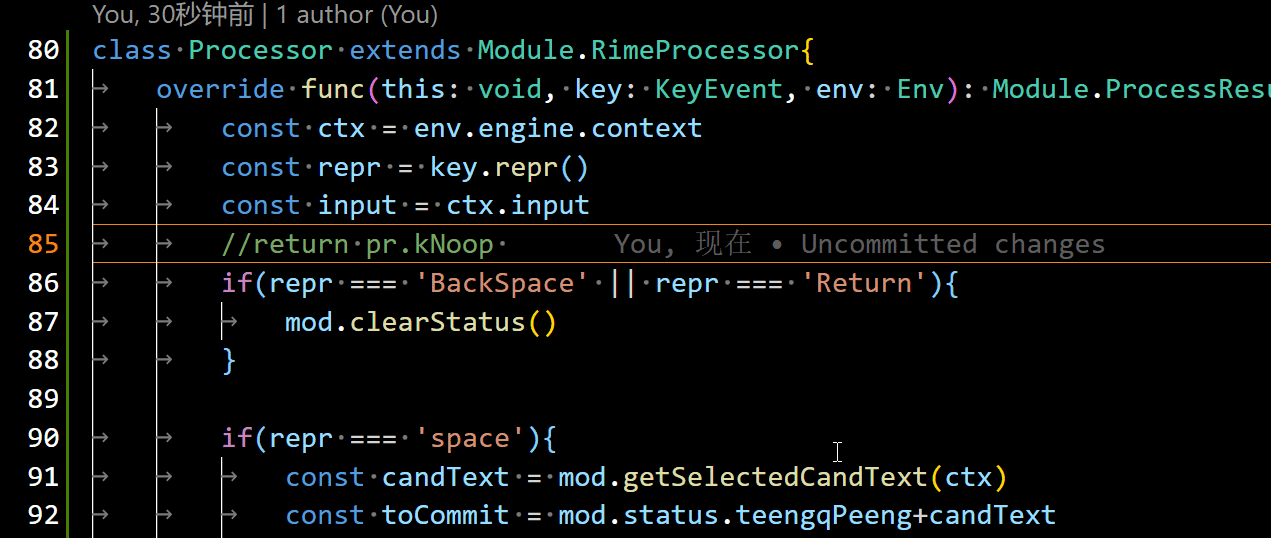 You, 30秒钟前 | 1 author (You)
80 class Processor extends Module.RimeProcessor{
81 override func(this: void, key: KeyEvent, env: Env): Module.ProcessResu
82 const ctx = env.engine.context
83 const repr = key.repr()
84 const input = ctx.input
85 //return pr.kNoop You, 现在 • Uncommitted changes
86 if(repr === 'BackSpace' || repr === 'Return'){
87 mod.clearStatus()
88 }
89
90 if(repr === 'space'){
91 const candText = mod.getSelectedCandText(ctx)
92 const toCommit = mod.status.teengqPeeng+candText